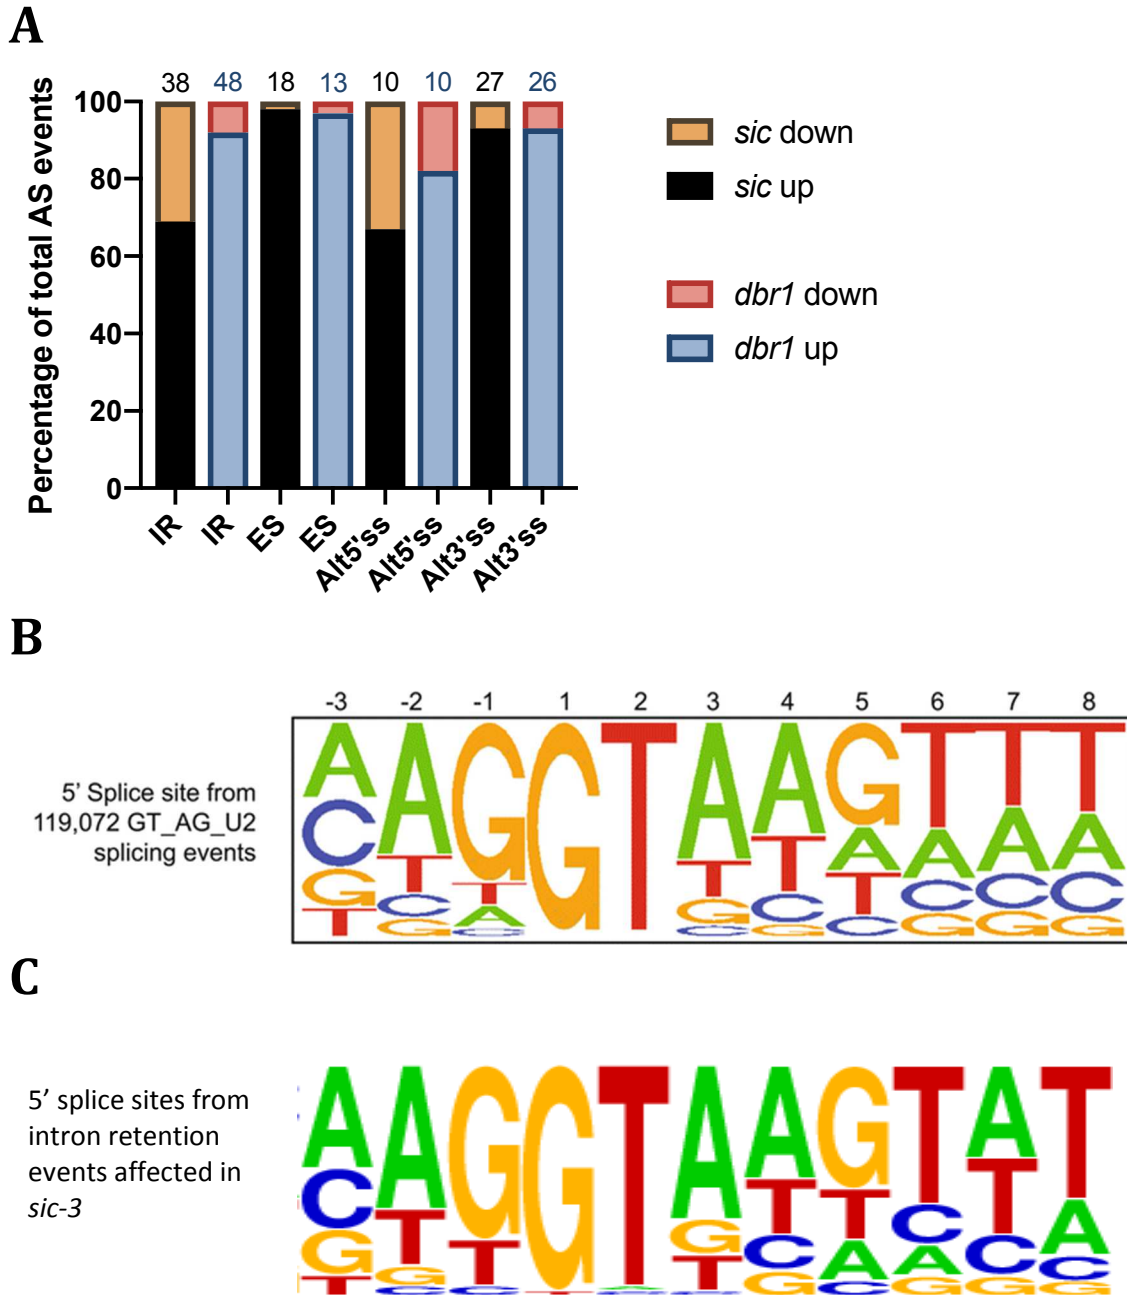 A
38 48 18 13 10 10 27 26
Percentage of total AS events
100
80
60
40
20
0
IR IR ES ES Alt5'ss Alt5'ss Alt3'ss Alt3'ss
sic down
sic up
dbr1 down
dbr1 up
B
-3 -2 -1 1 2 3 4 5 6 7 8
5' Splice site from
119,072 GT_AG_U2
splicing events
A A G G T A A G T T T
C T T T T A A A A
G C A G C T C C C
T G C C G C G G G
C
5’ splice sites from
intron retention
events affected in
sic-3
A A G G T A A G T A T
C T T G T T C T A
G G C T C A A C C
T C G C G G G